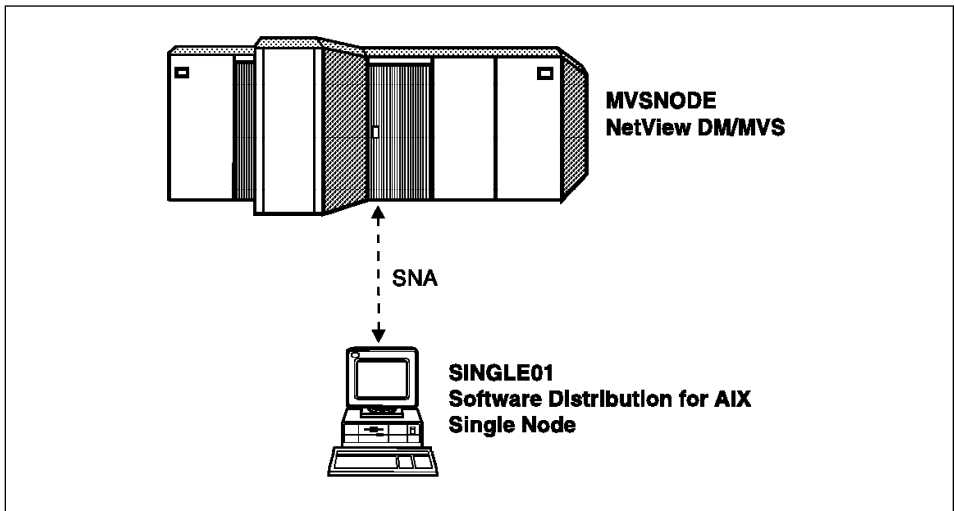 MVSNODE
NetView DM/MVS
SNA
SINGLE01
Software Distribution for AIX
Single Node